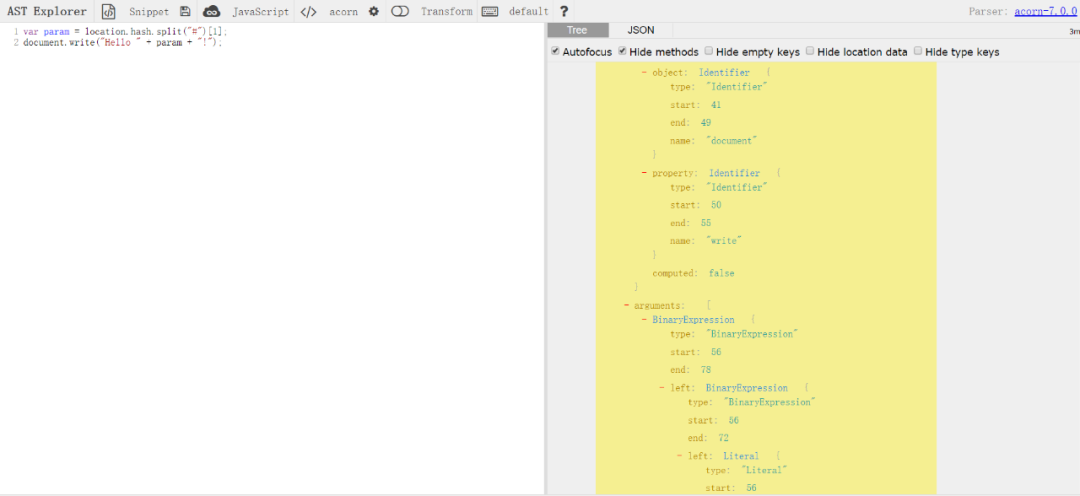 AST Explorer Snippet JavaScript </> acorn Transform default ? Parser: acorn-7.0.0
Tree JSON 3m
Autofocus Hide methods Hide empty keys Hide location data Hide type keys
1 var param = location.hash.split("#")[1];
2 document.write("Hello " + param + "!");
- object: Identifier {
type: "Identifier"
start: 41
end: 49
name: "document"
}
- property: Identifier {
type: "Identifier"
start: 50
end: 55
name: "write"
}
computed: false
}
- arguments: [
- BinaryExpression {
type: "BinaryExpression"
start: 56
end: 78
- left: BinaryExpression {
type: "BinaryExpression"
start: 56
end: 72
- left: Literal {
type: "Literal"
start: 56